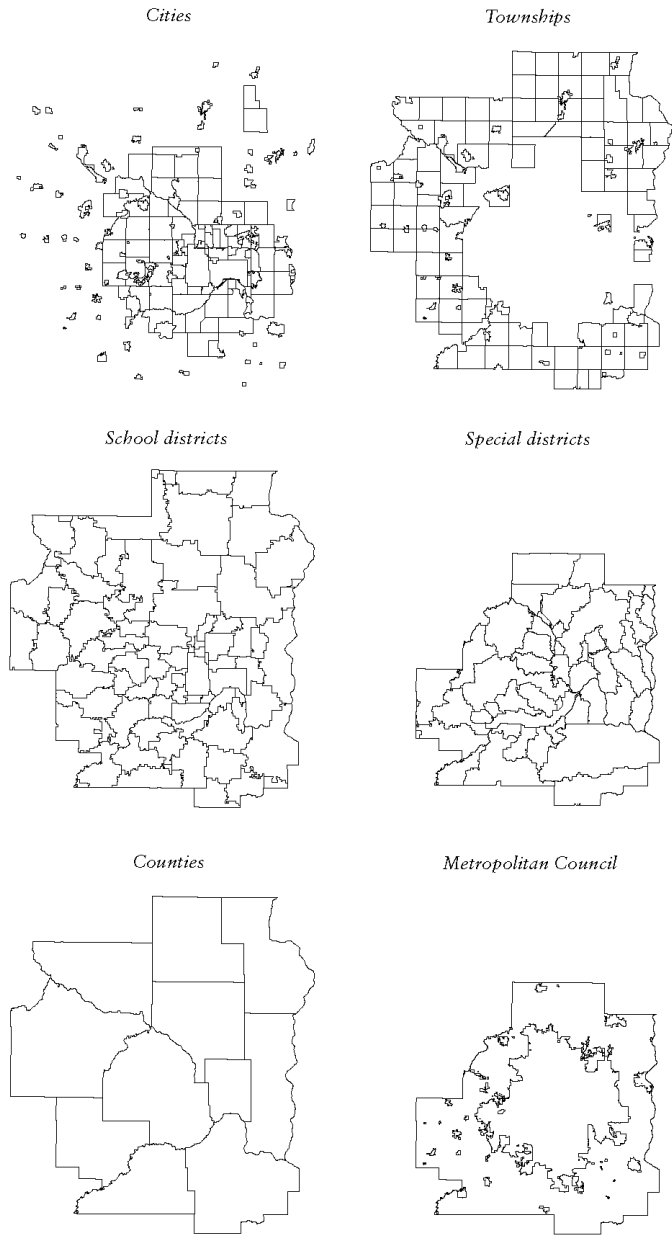 Cities
Townships
School districts
Special districts
Counties
Metropolitan Council